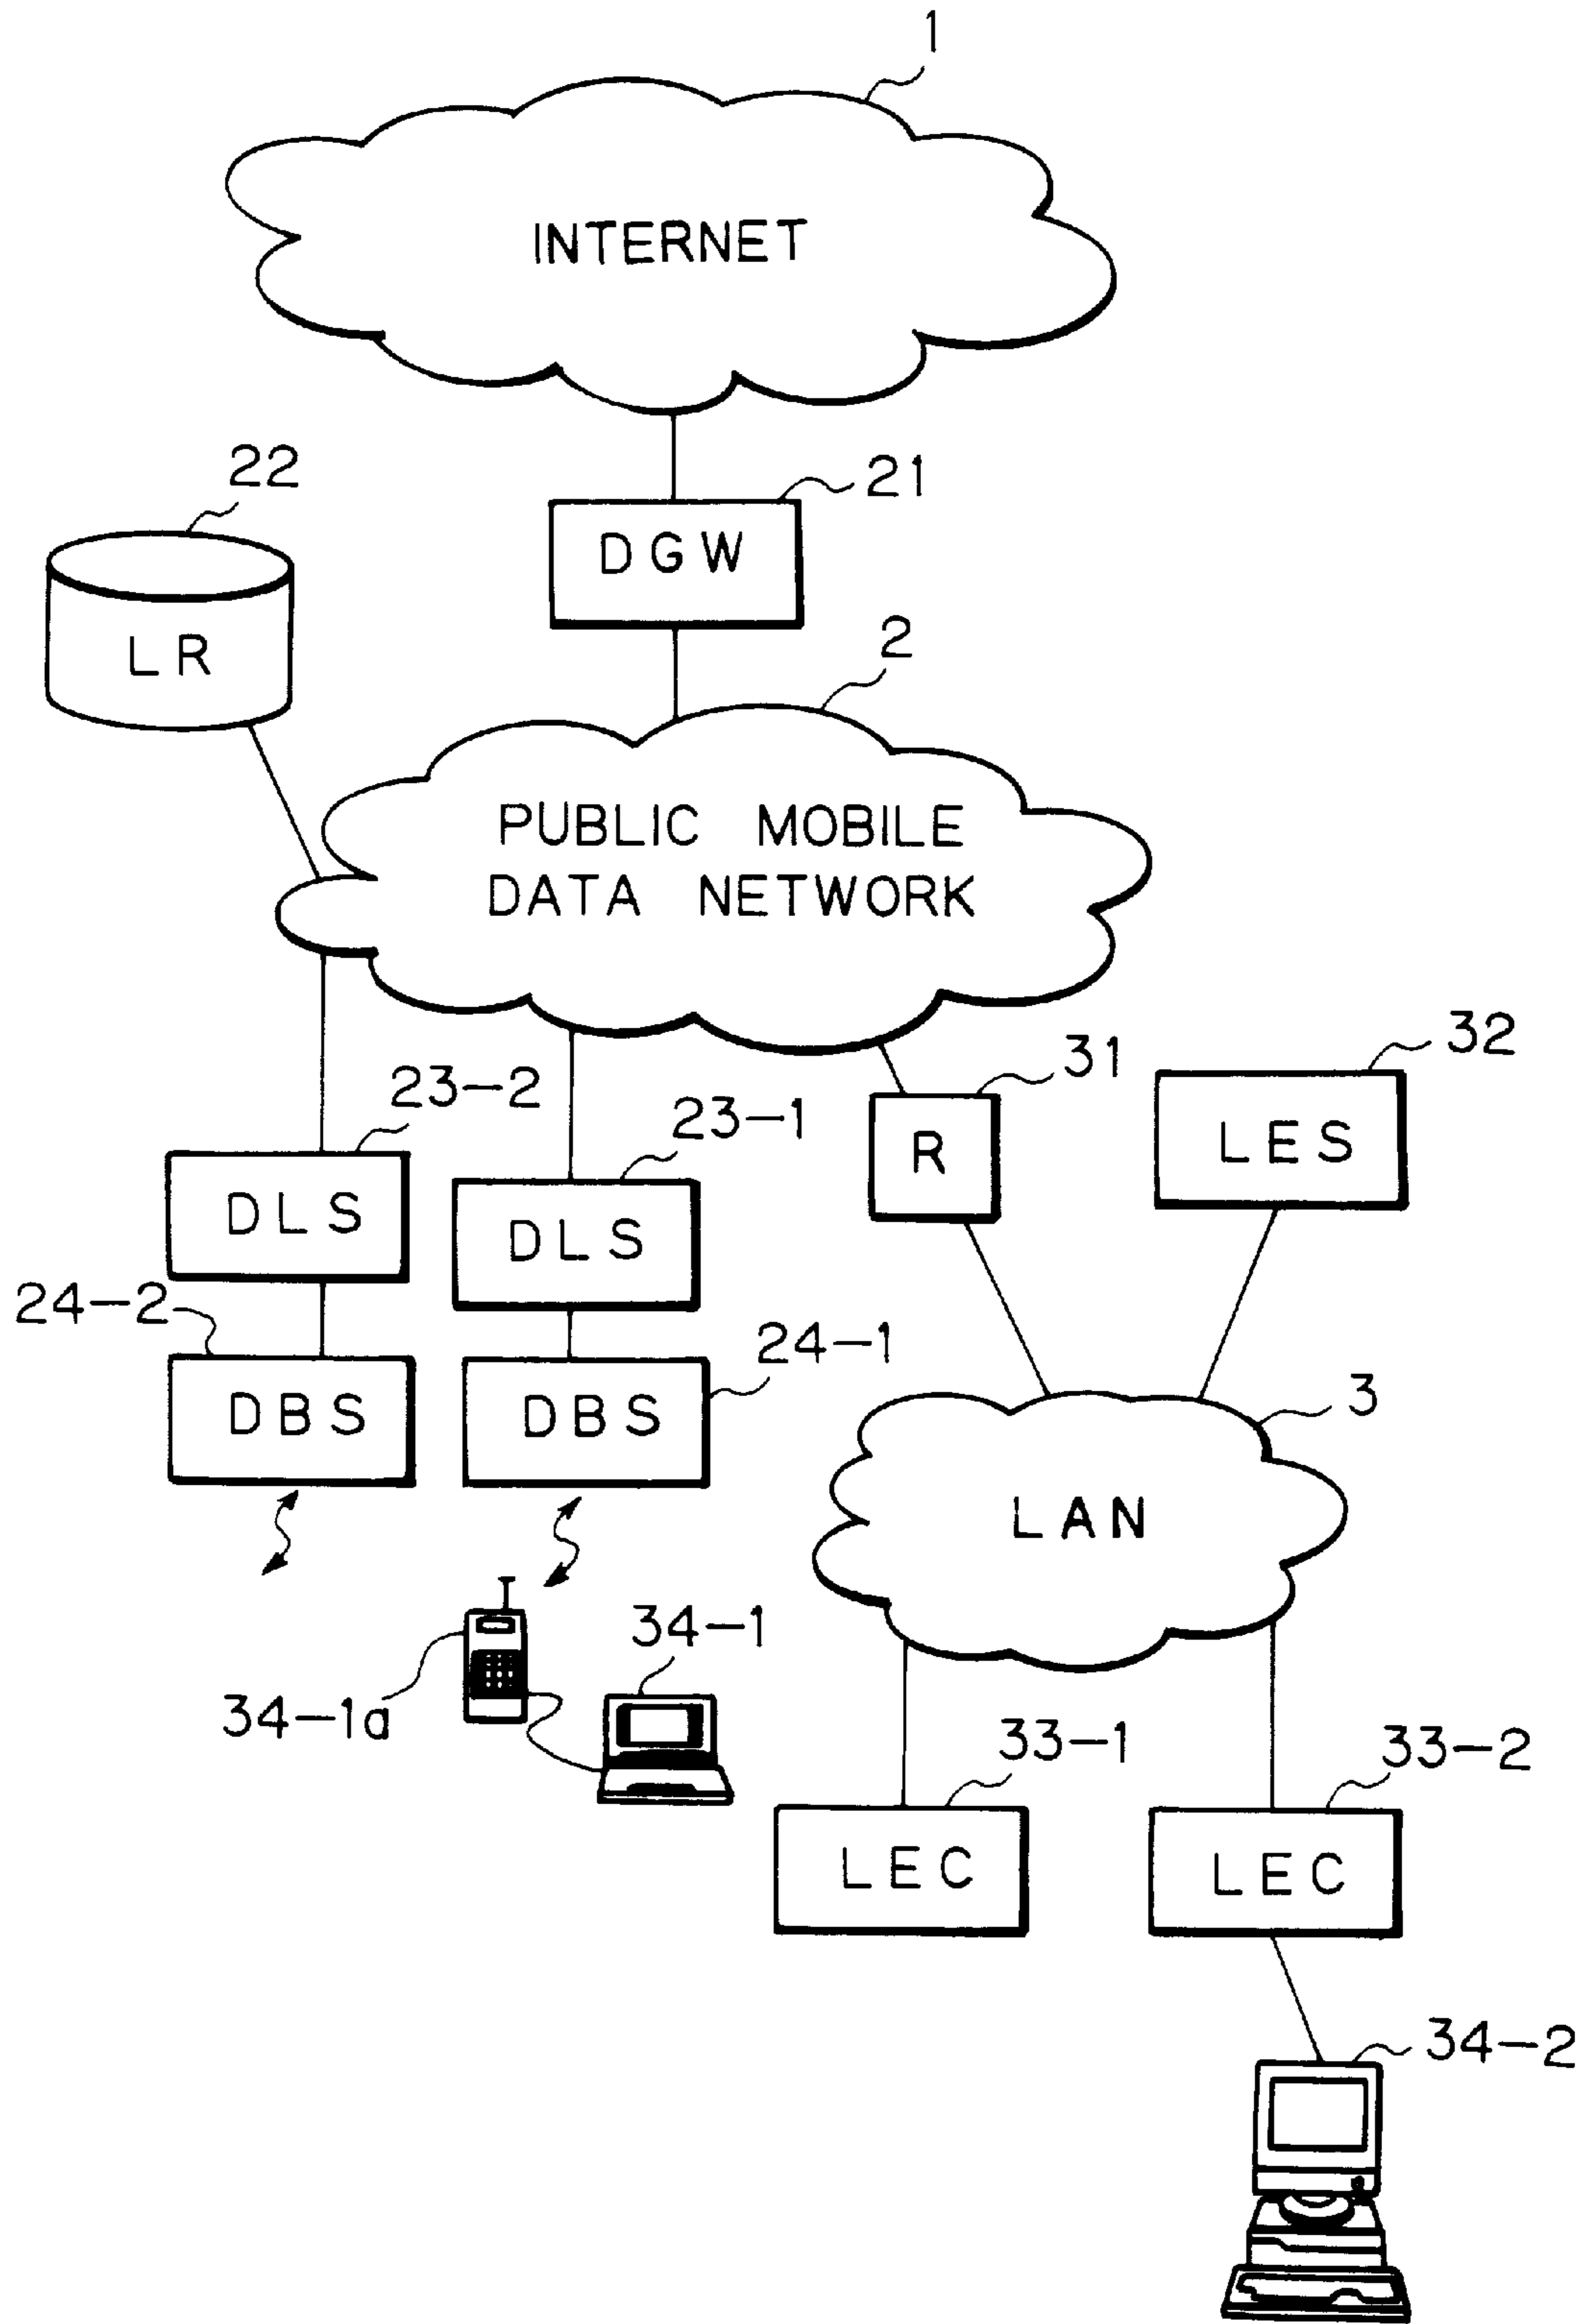 1
INTERNET
22
21
DGW
LR
2
PUBLIC MOBILE
DATA NETWORK
23-2
23-1
31
32
R
LES
DLS
DLS
24-2
24-1
3
DBS
DBS
LAN
34-1
34-1a
33-1
33-2
LEC
LEC
34-2